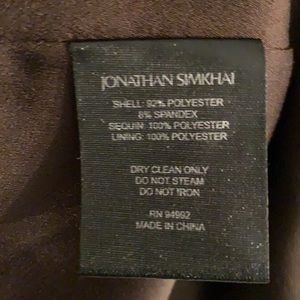 JONATHAN SIMKHAI
SHELL: 92% POLYESTER
8% SPANDEX
SEQUIN: 100% POLYESTER
LINING: 100% POLYESTER
DRY CLEAN ONLY
DO NOT STEAM
DO NOT IRON
RN 94992
MADE IN CHINA